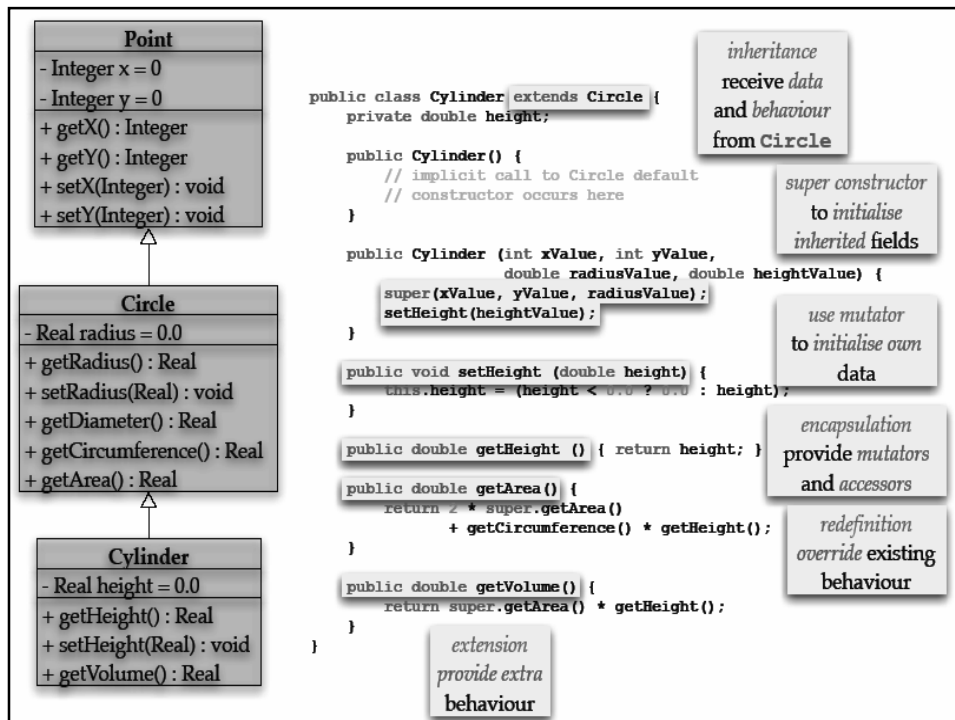 Point
- Integer x = 0
- Integer y = 0
+ getX() : Integer
+ getY() : Integer
+ setX(Integer) : void
+ setY(Integer) : void
Circle
- Real radius = 0.0
+ getRadius() : Real
+ setRadius(Real) : void
+ getDiameter() : Real
+ getCircumference() : Real
+ getArea() : Real
Cylinder
- Real height = 0.0
+ getHeight() : Real
+ setHeight(Real) : void
+ getVolume() : Real
public class Cylinder extends Circle {
private double height;
public Cylinder() {
// implicit call to Circle default
// constructor occurs here
}
public Cylinder (int xValue, int yValue,
double radiusValue, double heightValue) {
super(xValue, yValue, radiusValue);
setHeight(heightValue);
}
public void setHeight (double height) {
this.height = (height < 0.0 ? 0.0 : height);
}
public double getHeight () { return height; }
public double getArea() {
return 2 * super.getArea()
+ getCircumference() * getHeight();
}
public double getVolume() {
return super.getArea() * getHeight();
}
}
inheritance
receive data
and behaviour
from Circle
super constructor
to initialise
inherited fields
use mutator
to initialise own
data
encapsulation
provide mutators
and accessors
redefinition
override existing
behaviour
extension
provide extra
behaviour